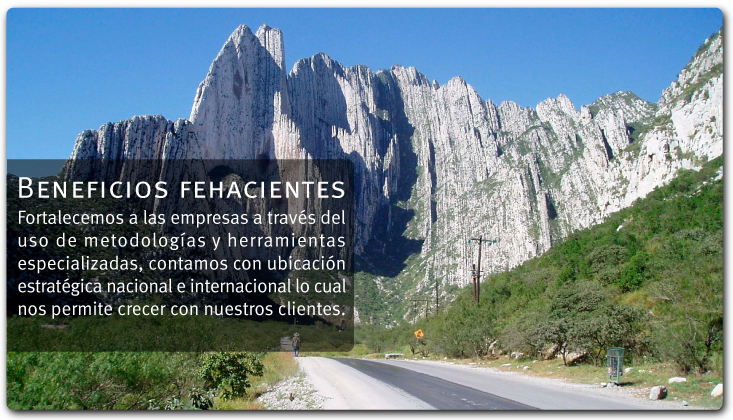 BENEFICIOS FEHACIENTES
Fortalecemos a las empresas a través del
uso de metodologías y herramientas
especializadas, contamos con ubicación
estratégica nacional e internacional lo cual
nos permite crecer con nuestros clientes.